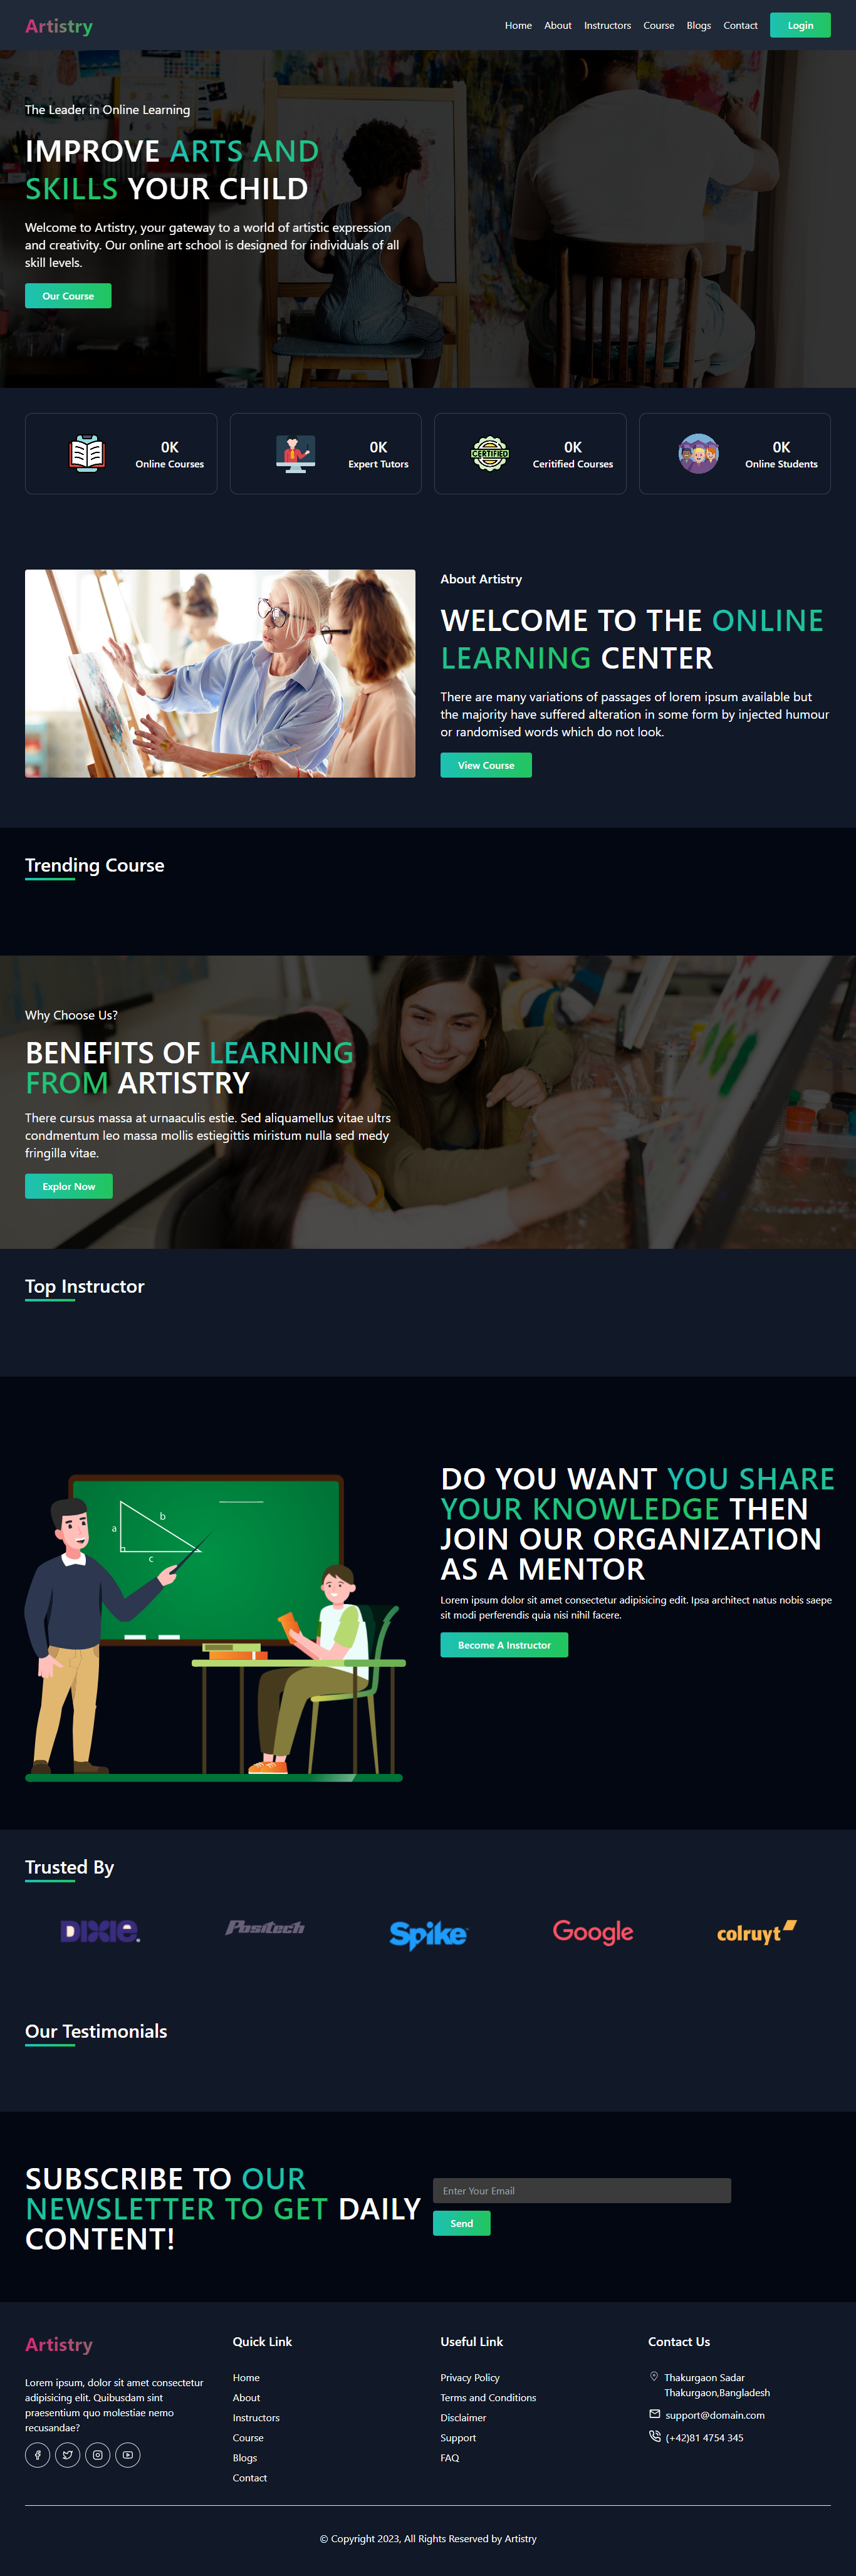 Artistry
Home About Instructors Course Blogs Contact Login
The Leader in Online Learning
IMPROVE ARTS AND
SKILLS YOUR CHILD
Welcome to Artistry, your gateway to a world of artistic expression
and creativity. Our online art school is designed for individuals of all
skill levels.
Our Course
0K
Online Courses
0K
Expert Tutors
CERTIFIED
0K
Ceritified Courses
0K
Online Students
About Artistry
WELCOME TO THE ONLINE
LEARNING CENTER
There are many variations of passages of lorem ipsum available but
the majority have suffered alteration in some form by injected humour
or randomised words which do not look.
View Course
Trending Course
Why Choose Us?
BENEFITS OF LEARNING
FROM ARTISTRY
There cursus massa at urnaculis estie. Sed aliquamellus vitae ultrs
condmentum leo massa mollis estiegittis miristum nulla sed medy
fringilla vitae.
Explor Now
Top Instructor
a
b
c
DO YOU WANT YOU SHARE
YOUR KNOWLEDGE THEN
JOIN OUR ORGANIZATION
AS A MENTOR
Lorem ipsum dolor sit amet consectetur adipisicing edit. Ipsa architect natus nobis saepe
sit modi perferendis quia nisi nihil facere.
Become A Instructor
Trusted By
DIXIE.
Positech
Spike
Google
colruyt
Our Testimonials
SUBSCRIBE TO OUR
NEWSLETTER TO GET DAILY
CONTENT!
Enter Your Email
Send
Artistry
Lorem ipsum, dolor sit amet consectetur
adipisicing elit. Quibusdam sint
praesentium quo molestiae nemo
recusandae?
Quick Link
Home
About
Instructors
Course
Blogs
Contact
Useful Link
Privacy Policy
Terms and Conditions
Disclaimer
Support
FAQ
Contact Us
Thakurgaon Sadar
Thakurgaon,Bangladesh
support@domain.com
(+42)81 4754 345
© Copyright 2023, All Rights Reserved by Artistry